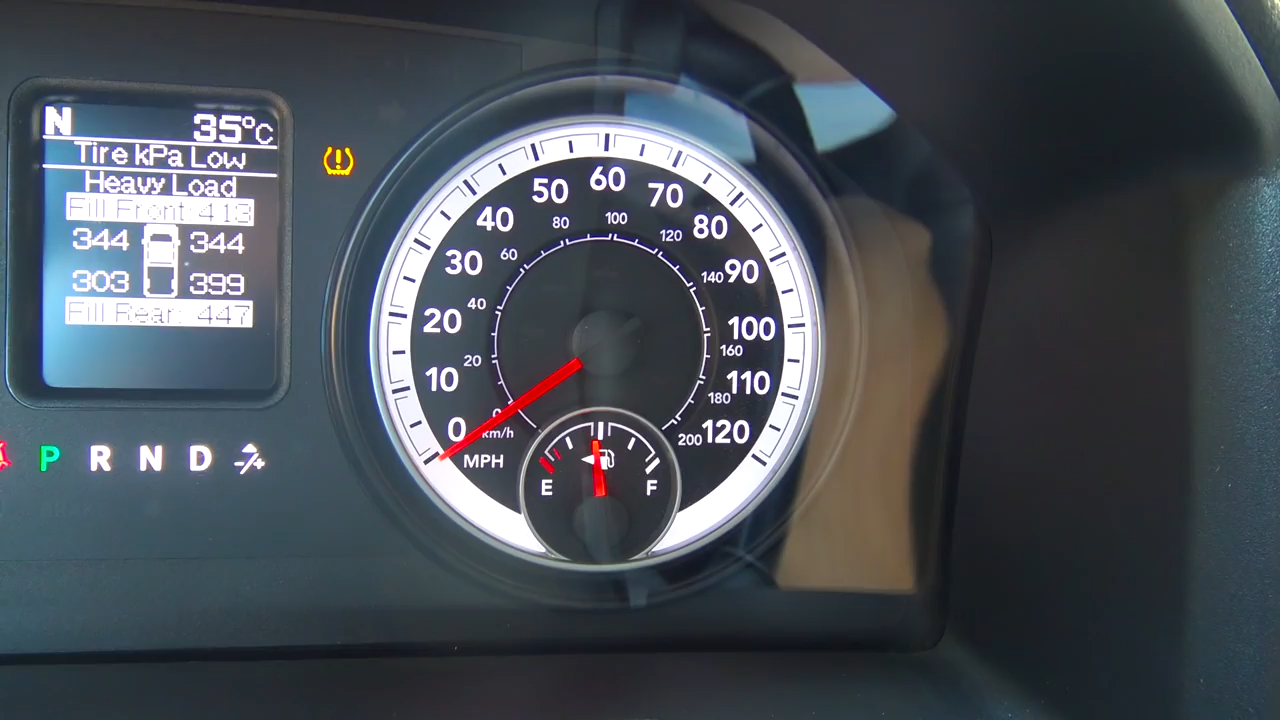 N 35°C
Tire kPa Low
Heavy Load
Fill Front 413
344 344
303 399
Fill Rear: 447
P R N D
0 10 20 30 40 50 60 70 80 90 100 110 120
MPH
0 20 40 60 80 100 120 140 160 180 200
km/h
E F